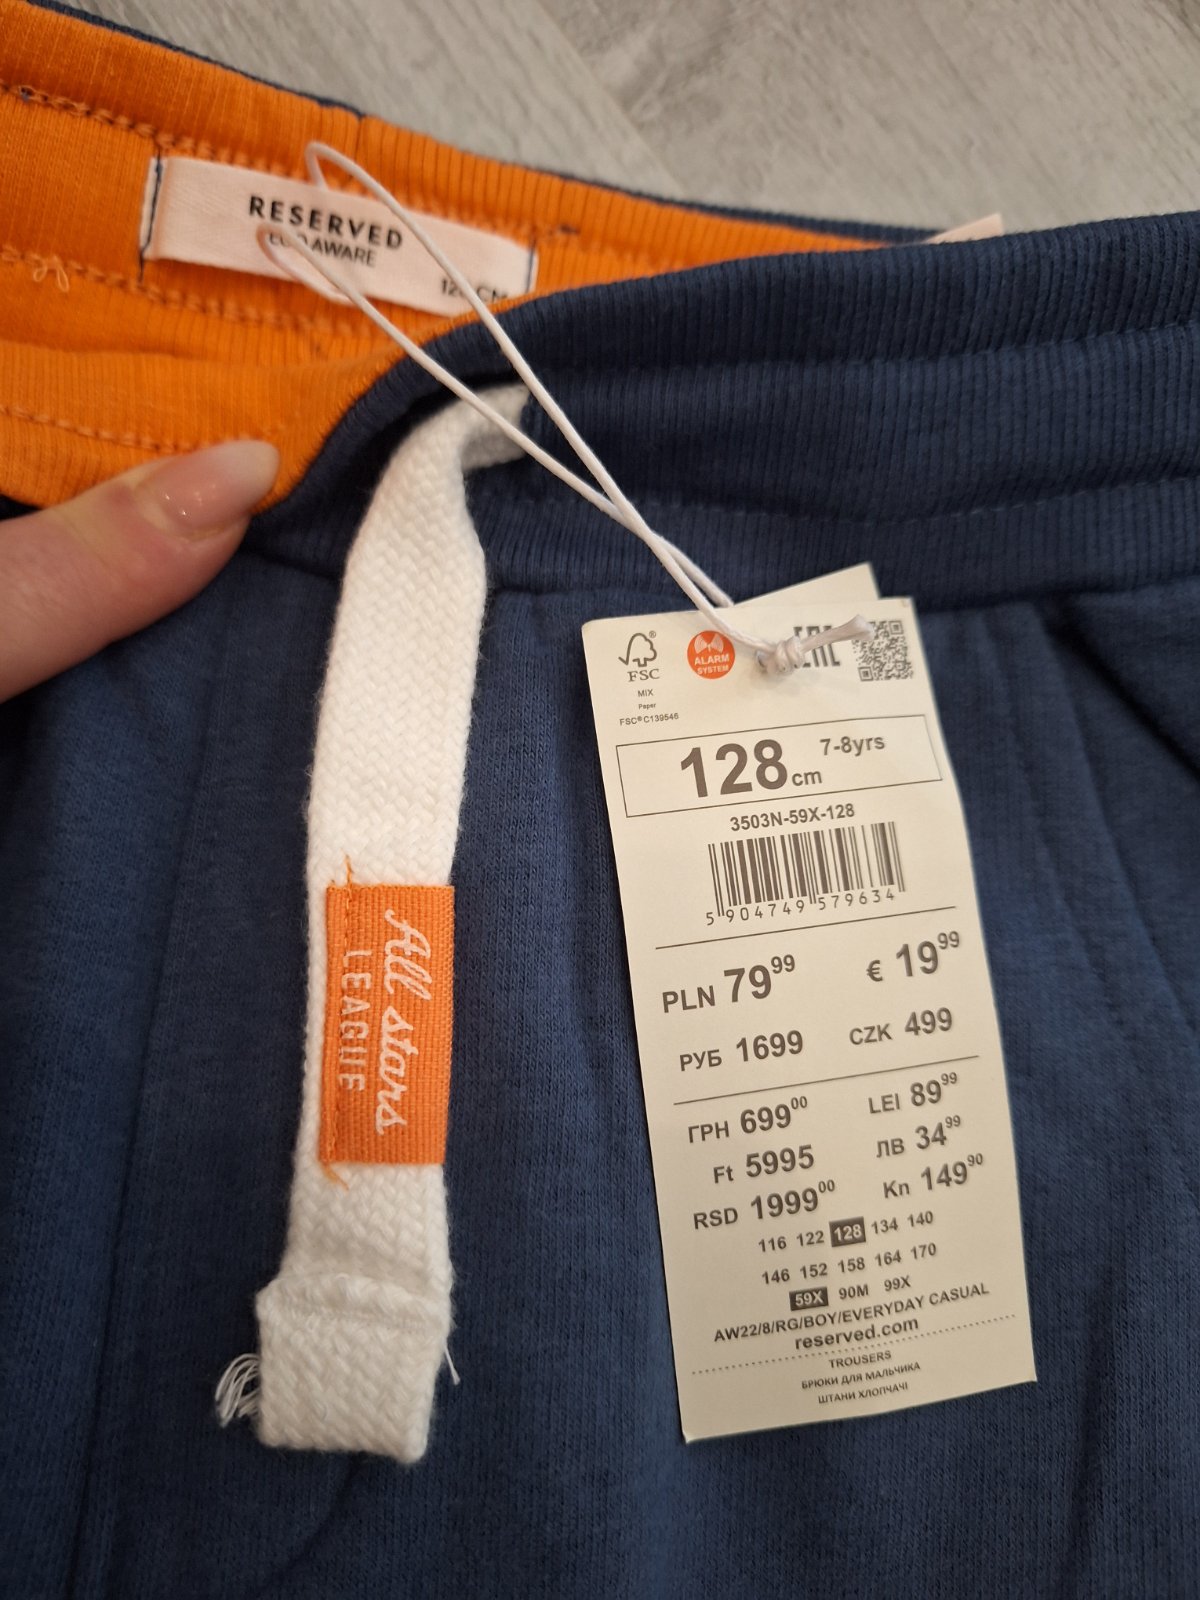 RESERVED
AWARE
CM
All stars
LEAGUE
FSC®
MIX
Paper
FSC® C139546
ALARM
SYSTEM
128 cm 7-8yrs
3503N-59X-128
5 904749 579634
PLN 79⁹⁹ € 19⁹⁹
РУБ 1699 CZK 499
ГРН 699⁰⁰ LEI 89⁹⁹
Ft 5995 ЛВ 34⁹⁹
RSD 1999⁰⁰ Kn 149⁹⁰
116 122 128 134 140
146 152 158 164 170
59X 90M 99X
AW22/8/RG/BOY/EVERYDAY CASUAL
reserved.com
TROUSERS
БРЮКИ ДЛЯ МАЛЬЧИКА
ШТАНИ ХЛОПЧАЧІ